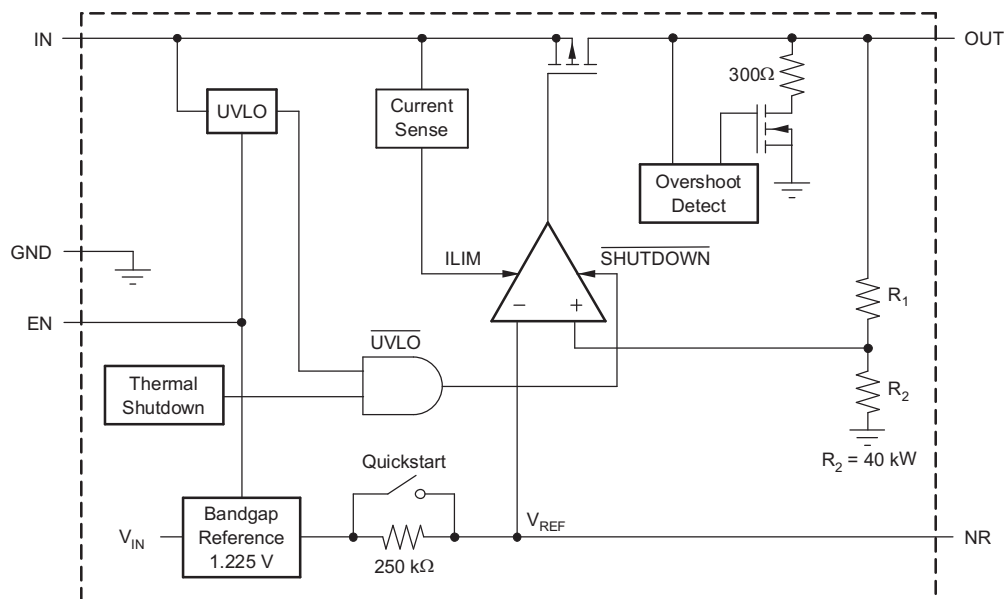 IN
OUT
300Ω
UVLO
Current
Sense
Overshoot
Detect
GND
ILIM
SHUTDOWN
R1
EN
− +
UVLO
Thermal
Shutdown
R2
R2 = 40 kW
Quickstart
Bandgap
Reference
1.225 V
VIN
VREF
NR
250 kΩ